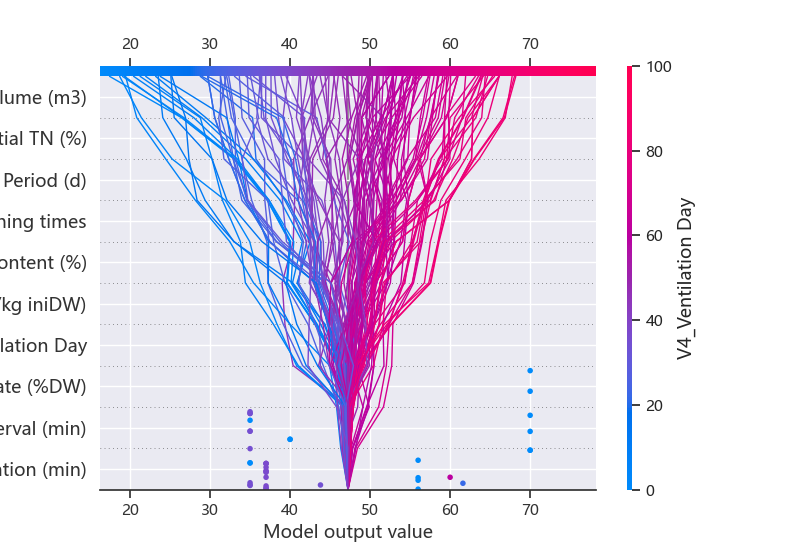 20 30 40 50 60 70
100
lume (m3)
tial TN (%)
80
Period (d)
ning times
60
ontent (%)
V4_Ventilation Day
/kg iniDW)
40
lation Day
ate (%DW)
20
erval (min)
ation (min)
0
20 30 40 50 60 70
Model output value